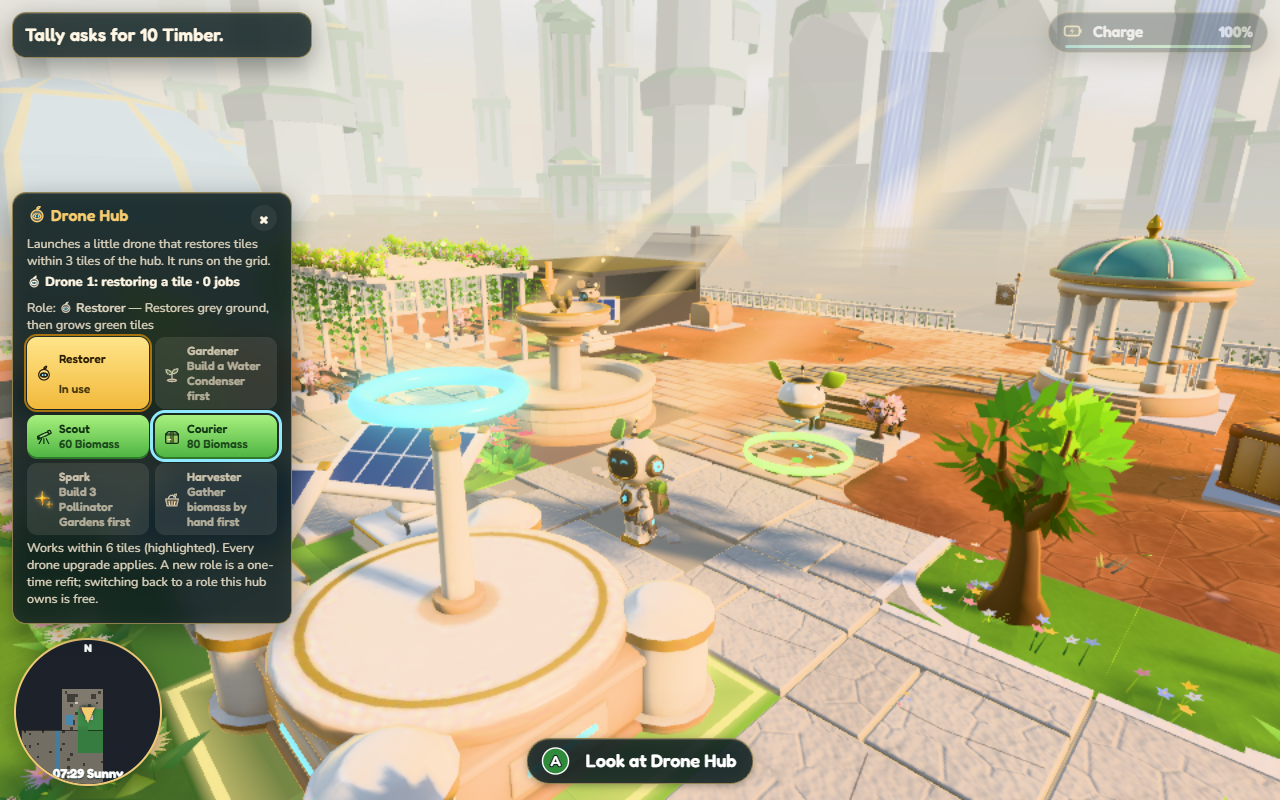 Tally asks for 10 Timber.
Charge 100%
Drone Hub
Launches a little drone that restores tiles
within 3 tiles of the hub. It runs on the grid.
Drone 1: restoring a tile · 0 jobs
Role: Restorer — Restores grey ground,
then grows green tiles
Restorer
In use
Gardener
Build a Water
Condenser
first
Scout
60 Biomass
Courier
80 Biomass
Spark
Build 3
Pollinator
Gardens first
Harvester
Gather
biomass by
hand first
Works within 6 tiles (highlighted). Every
drone upgrade applies. A new role is a one-
time refit; switching back to a role this hub
owns is free.
N
07:29 Sunny
A Look at Drone Hub